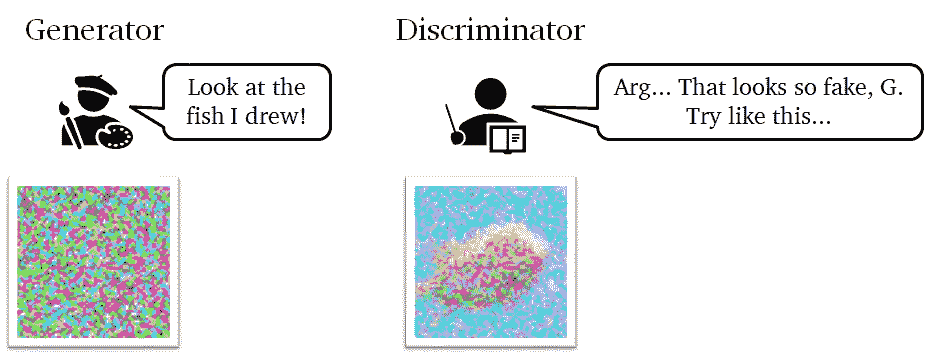 Generator
Discriminator
Look at the
fish I drew!
Arg... That looks so fake, G.
Try like this...